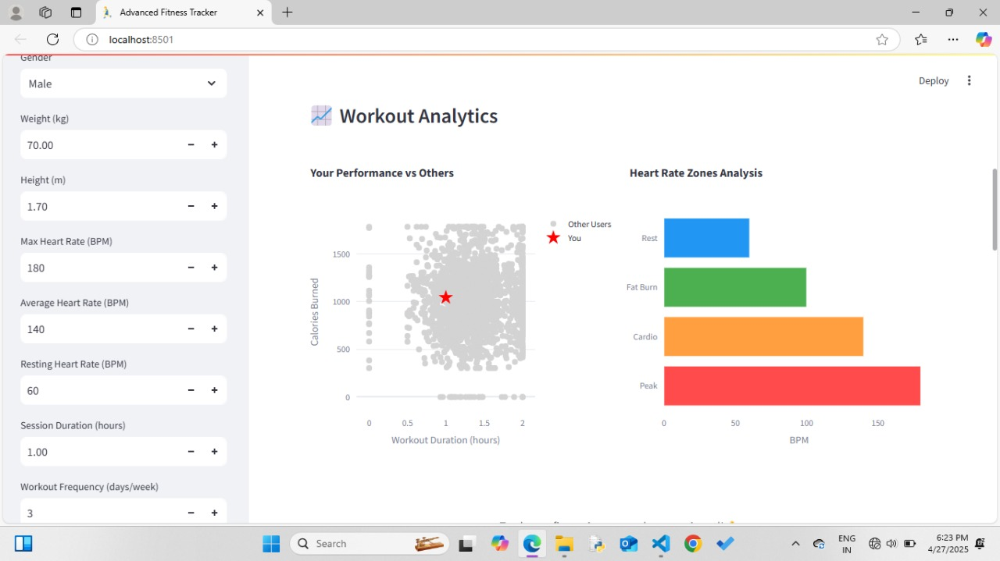 Advanced Fitness Tracker
localhost:8501
Gender
Male
Weight (kg)
70.00
Height (m)
1.70
Max Heart Rate (BPM)
180
Average Heart Rate (BPM)
140
Resting Heart Rate (BPM)
60
Session Duration (hours)
1.00
Workout Frequency (days/week)
3
Deploy
Workout Analytics
Your Performance vs Others
Other Users
You
1500
1000
500
0
Calories Burned
0 0.5 1 1.5 2
Workout Duration (hours)
Heart Rate Zones Analysis
Rest
Fat Burn
Cardio
Peak
0 50 100 150
BPM
Search
ENG
IN
6:23 PM
4/27/2025